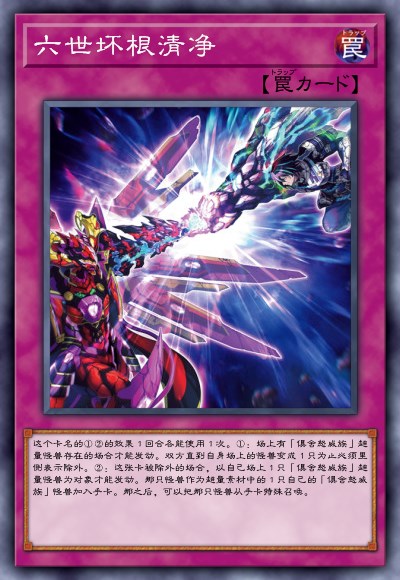 六世坏根清净
トラップ
罠
トラップ
【罠カード】
这个卡名的①②的效果1回合各能使用1次。①：场上有「俱舍怒威族」超
量怪兽存在的场合才能发动。双方直到自身场上的怪兽变成1只为止必须里
侧表示除外。②：这张卡被除外的场合，以自己场上1只「俱舍怒威族」超
量怪兽为对象才能发动。那只怪兽作为超量素材中的1只自己的「俱舍怒威
族」怪兽加入手卡。那之后，可以把那只怪兽从手卡特殊召唤。